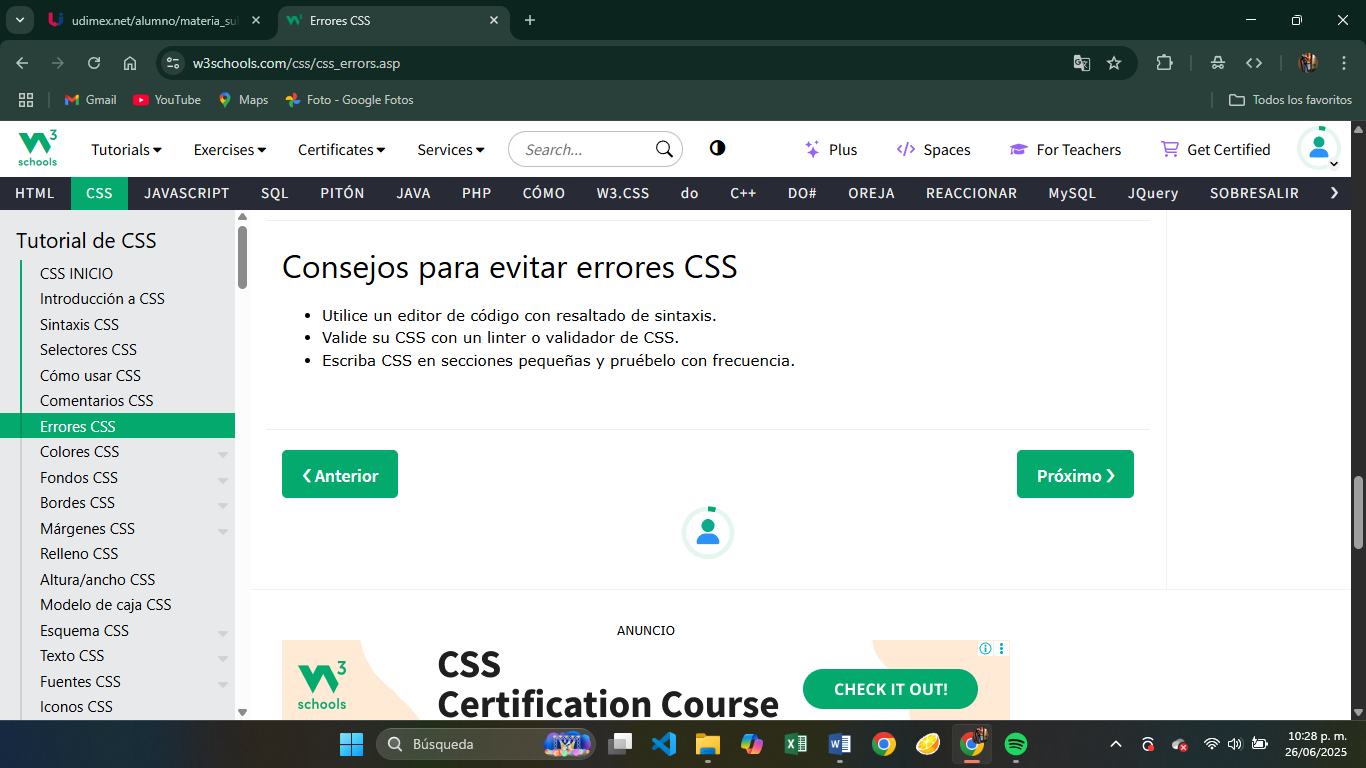 udimex.net/alumno/materia_su
Errores CSS
w3schools.com/css/css_errors.asp
Gmail
YouTube
Maps
Foto - Google Fotos
Todos los favoritos
W3
schools
Tutorials
Exercises
Certificates
Services
Search...
Plus
Spaces
For Teachers
Get Certified
HTML
CSS
JAVASCRIPT
SQL
PITÓN
JAVA
PHP
CÓMO
W3.CSS
do
C++
DO#
OREJA
REACCIONAR
MySQL
JQuery
SOBRESALIR
Tutorial de CSS
CSS INICIO
Introducción a CSS
Sintaxis CSS
Selectores CSS
Cómo usar CSS
Comentarios CSS
Errores CSS
Colores CSS
Fondos CSS
Bordes CSS
Márgenes CSS
Relleno CSS
Altura/ancho CSS
Modelo de caja CSS
Esquema CSS
Texto CSS
Fuentes CSS
Iconos CSS
Consejos para evitar errores CSS
• Utilice un editor de código con resaltado de sintaxis.
• Valide su CSS con un linter o validador de CSS.
• Escriba CSS en secciones pequeñas y pruébelo con frecuencia.
❮ Anterior
Próximo ❯
ANUNCIO
W3
schools
CSS
Certification Course
CHECK IT OUT!
Búsqueda
10:28 p. m.
26/06/2025